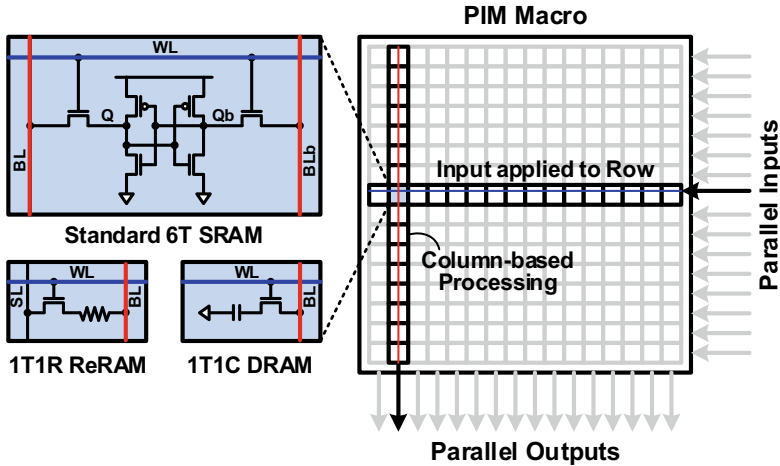 PIM Macro
WL
Q
Qb
BL
BLb
Standard 6T SRAM
WL
SL
BL
1T1R ReRAM
WL
BL
1T1C DRAM
Input applied to Row
Column-based
Processing
Parallel Inputs
Parallel Outputs